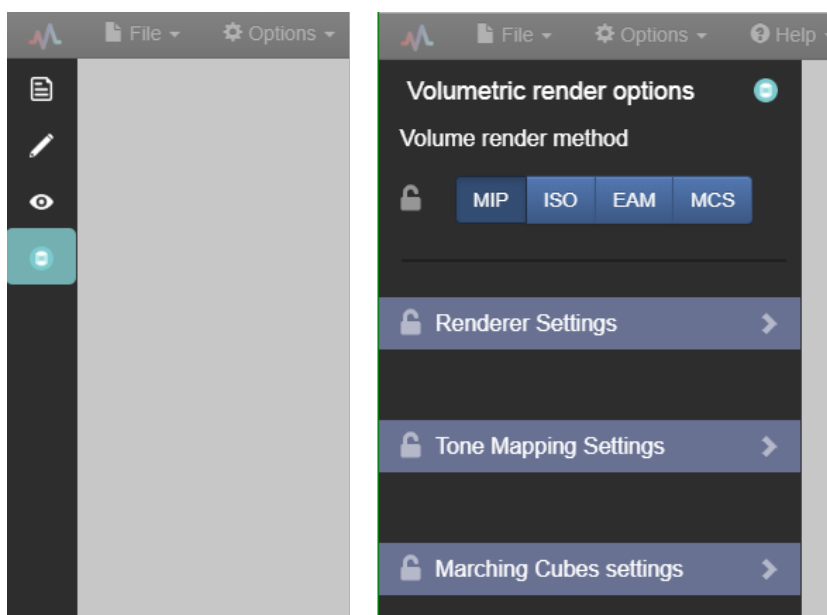 File Options
File Options Help
Volumetric render options
Volume render method
MIP ISO EAM MCS
Renderer Settings
Tone Mapping Settings
Marching Cubes settings